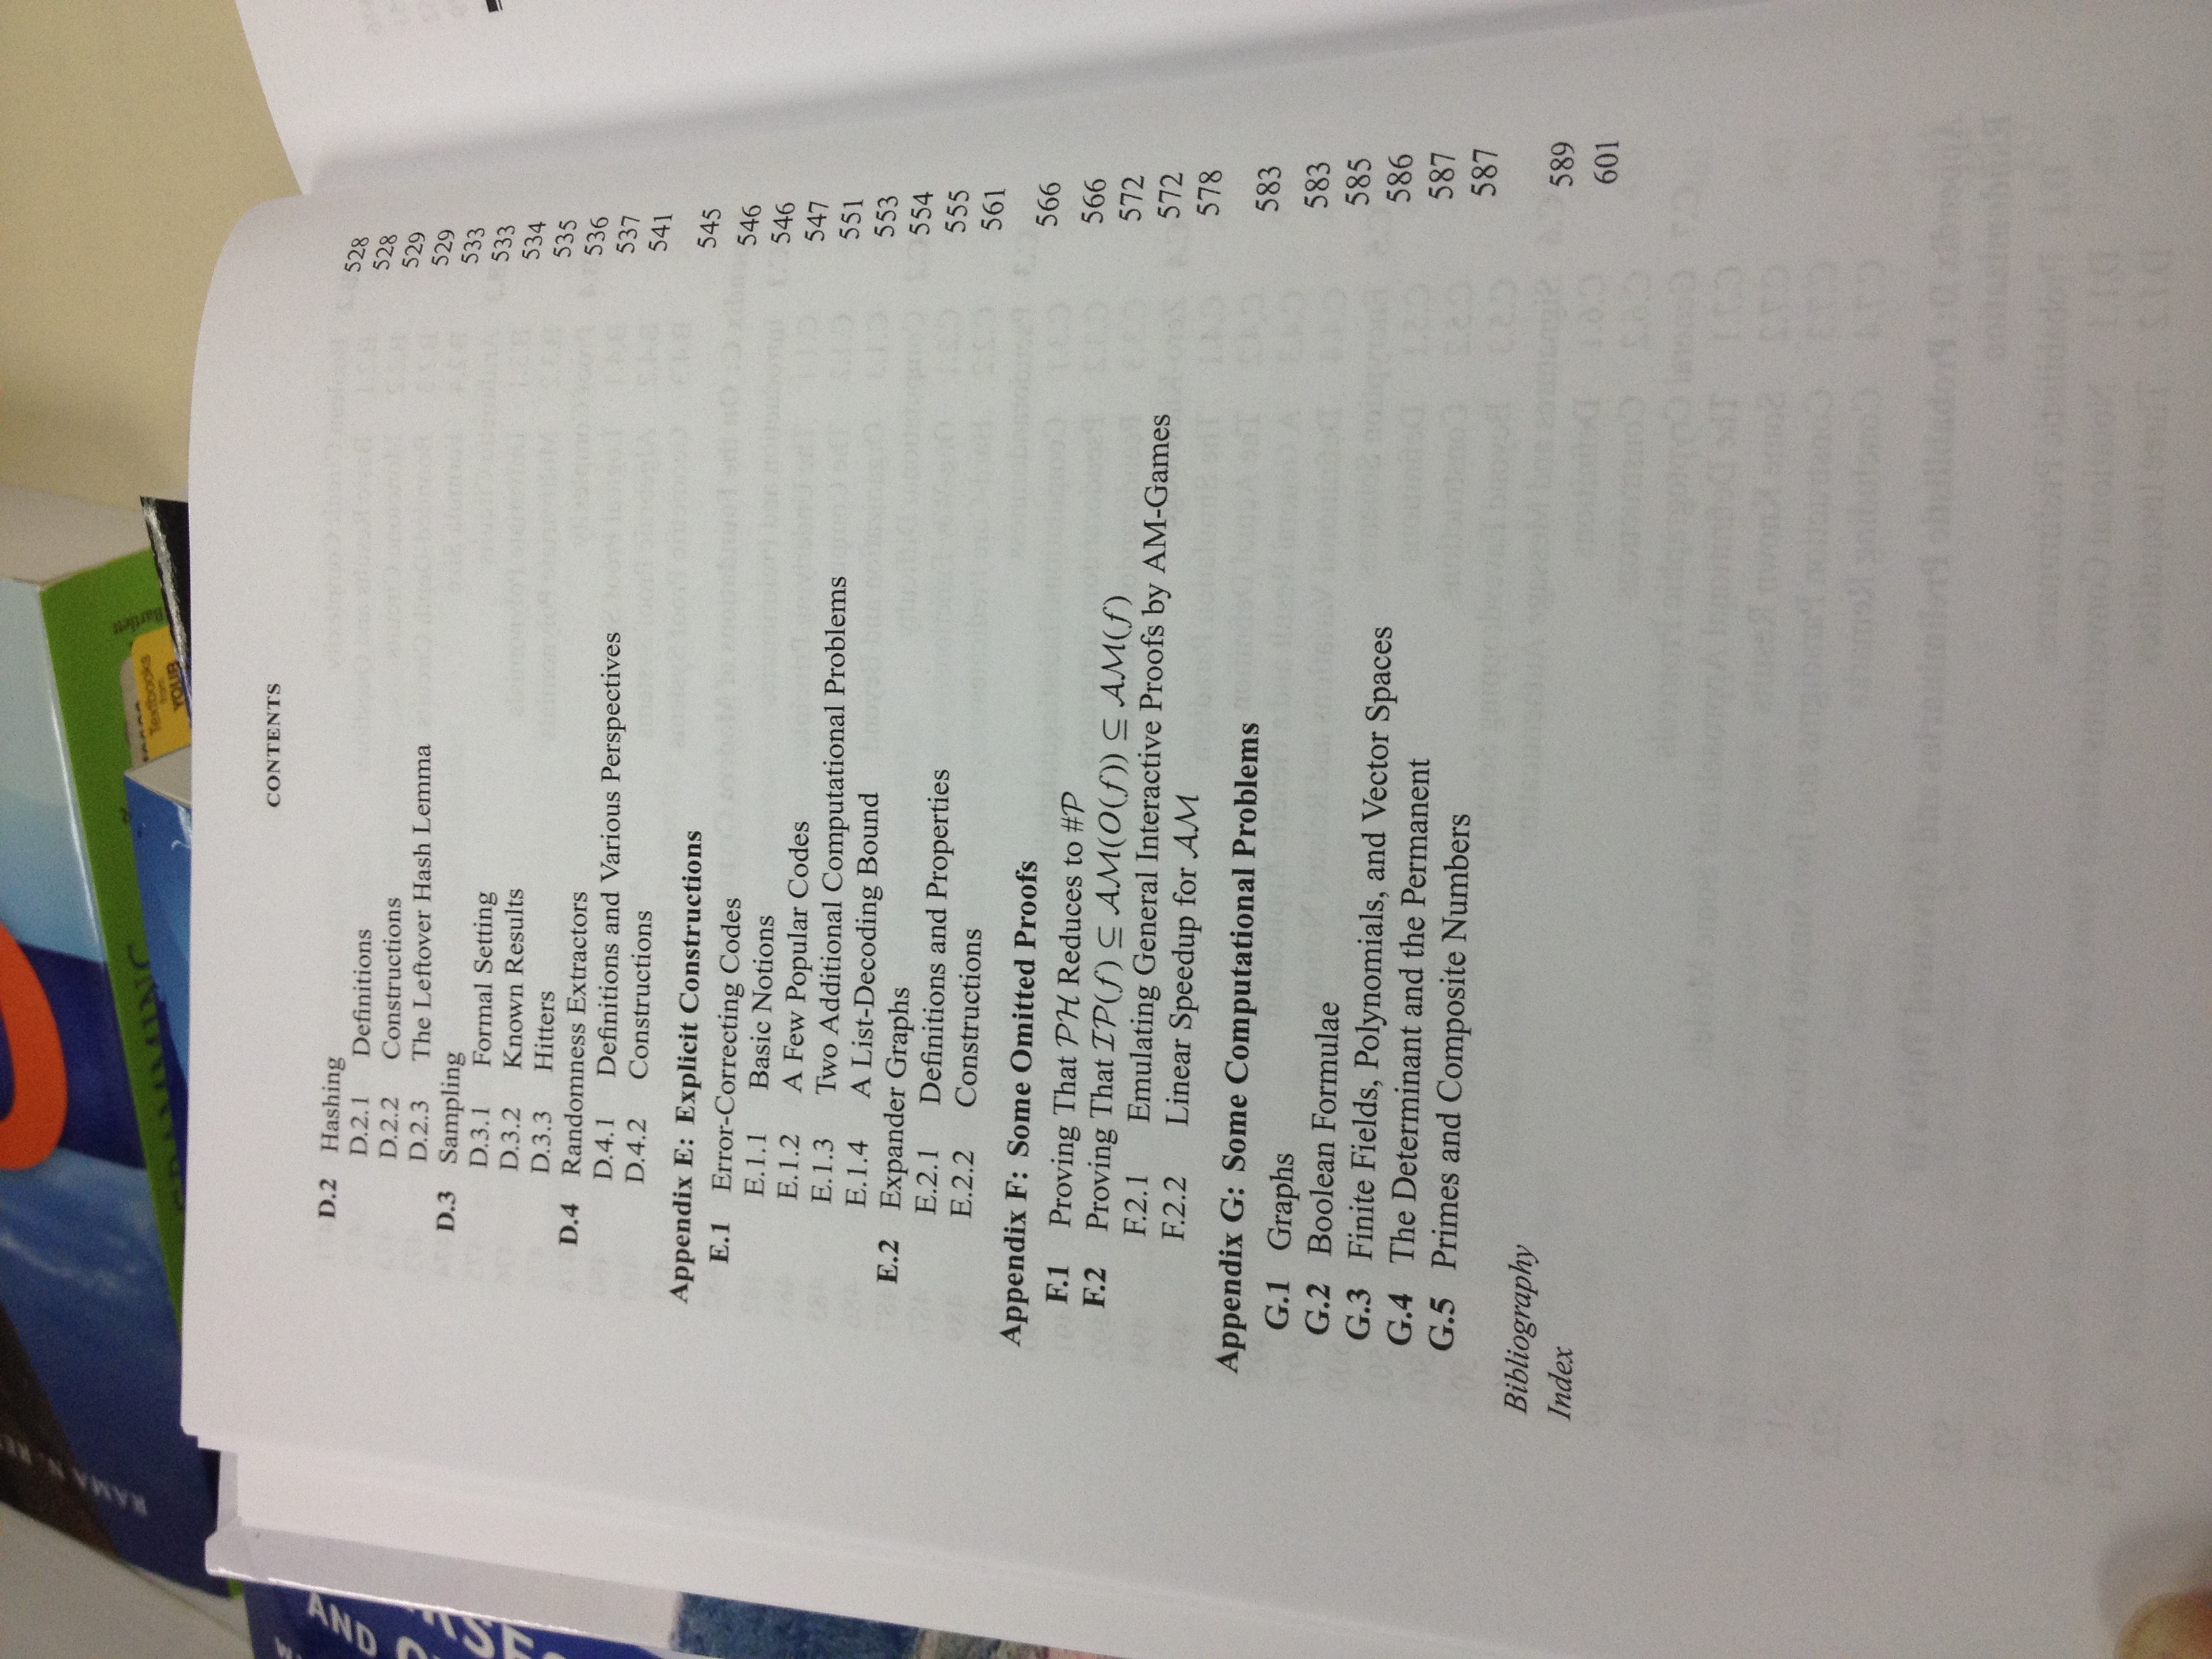 RAMA N. RE
RAMMING
Textbooks
from
YOUR
Bartlett
AND
CONTENTS
D.2 Hashing 528
D.2.1 Definitions 528
D.2.2 Constructions 529
D.2.3 The Leftover Hash Lemma 529
D.3 Sampling 533
D.3.1 Formal Setting 533
D.3.2 Known Results 534
D.3.3 Hitters 535
D.4 Randomness Extractors 536
D.4.1 Definitions and Various Perspectives 537
D.4.2 Constructions 541
Appendix E: Explicit Constructions 545
E.1 Error-Correcting Codes 546
E.1.1 Basic Notions 546
E.1.2 A Few Popular Codes 547
E.1.3 Two Additional Computational Problems 551
E.1.4 A List-Decoding Bound 553
E.2 Expander Graphs 554
E.2.1 Definitions and Properties 555
E.2.2 Constructions 561
Appendix F: Some Omitted Proofs 566
F.1 Proving That 𝒫ℋ Reduces to #𝒫 566
F.2 Proving That ℐ𝒫(f) ⊆ 𝒜ℳ(O(f)) ⊆ 𝒜ℳ(f) 572
F.2.1 Emulating General Interactive Proofs by AM-Games 572
F.2.2 Linear Speedup for 𝒜ℳ 578
Appendix G: Some Computational Problems 583
G.1 Graphs 583
G.2 Boolean Formulae 585
G.3 Finite Fields, Polynomials, and Vector Spaces 586
G.4 The Determinant and the Permanent 587
G.5 Primes and Composite Numbers 587
Bibliography 589
Index 601